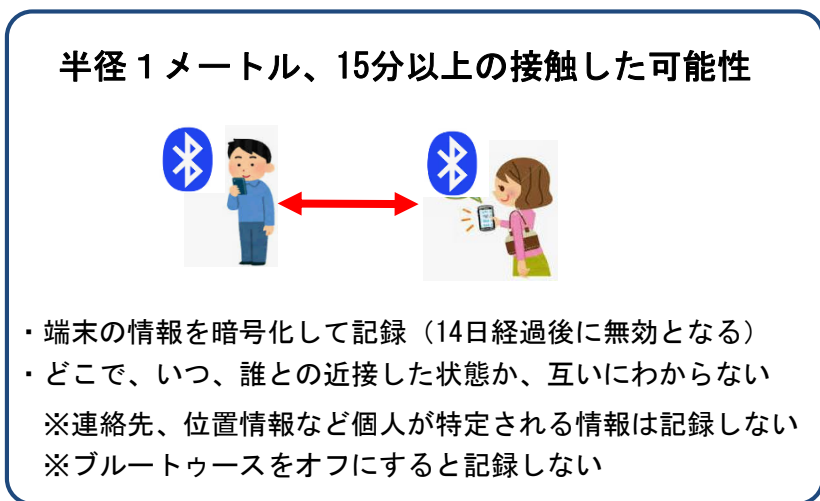 半径１メートル、15分以上の接触した可能性
・端末の情報を暗号化して記録（14日経過後に無効となる）
・どこで、いつ、誰との近接した状態か、互いにわからない
※連絡先、位置情報など個人が特定される情報は記録しない
※ブルートゥースをオフにすると記録しない